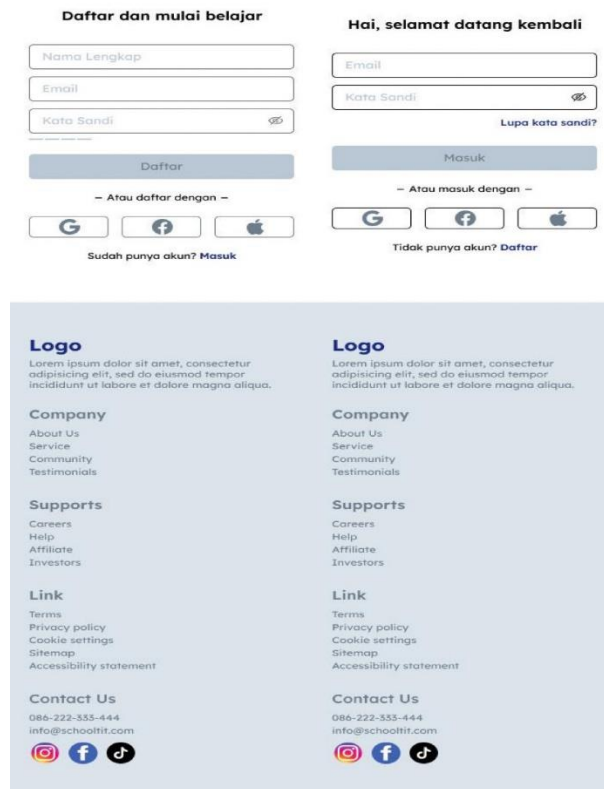 Daftar dan mulai belajar
Nama Lengkap
Email
Kata Sandi
Daftar
– Atau daftar dengan –
G
Sudah punya akun? Masuk
Hai, selamat datang kembali
Email
Kata Sandi
Lupa kata sandi?
Masuk
– Atau masuk dengan –
G
Tidak punya akun? Daftar
Logo
Lorem ipsum dolor sit amet, consectetur
adipisicing elit, sed do eiusmod tempor
incididunt ut labore et dolore magna aliqua.
Company
About Us
Service
Community
Testimonials
Supports
Careers
Help
Affiliate
Investors
Link
Terms
Privacy policy
Cookie settings
Sitemap
Accessibility statement
Contact Us
086-222-333-444
info@schooltit.com
Logo
Lorem ipsum dolor sit amet, consectetur
adipisicing elit, sed do eiusmod tempor
incididunt ut labore et dolore magna aliqua.
Company
About Us
Service
Community
Testimonials
Supports
Careers
Help
Affiliate
Investors
Link
Terms
Privacy policy
Cookie settings
Sitemap
Accessibility statement
Contact Us
086-222-333-444
info@schooltit.com